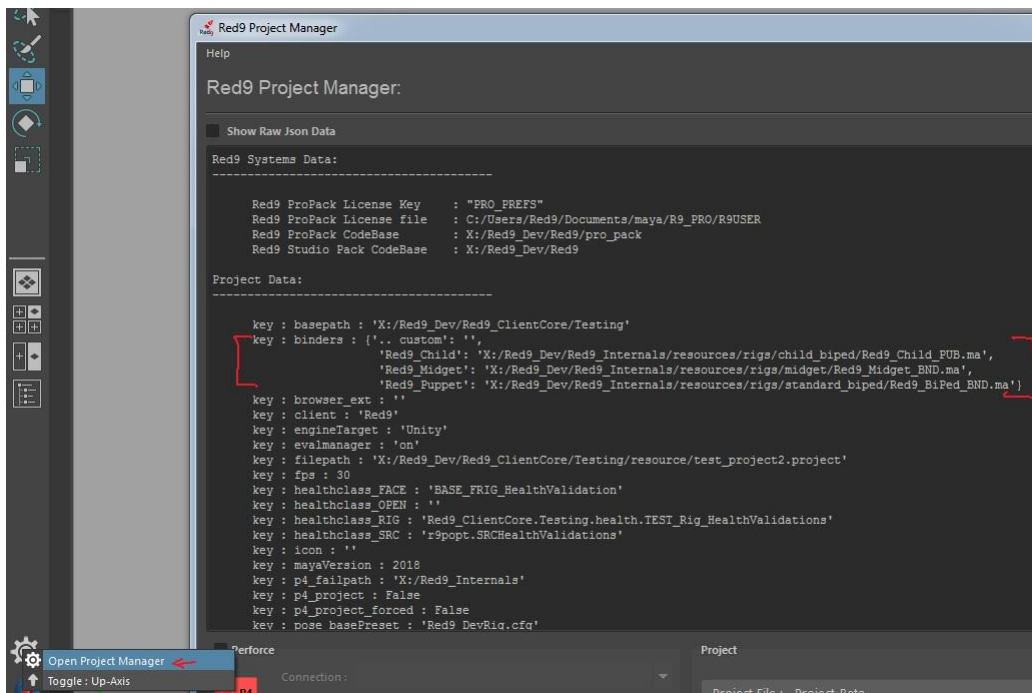 Red9 Project Manager
Help
Red9 Project Manager:
Show Raw Json Data
Red9 Systems Data:
----------------------------------------
Red9 ProPack License Key : "PRO_PREFS"
Red9 ProPack License file : C:/Users/Red9/Documents/maya/R9_PRO/R9USER
Red9 ProPack CodeBase : X:/Red9_Dev/Red9/pro_pack
Red9 Studio Pack CodeBase : X:/Red9_Dev/Red9
Project Data:
----------------------------------------
key : basepath : 'X:/Red9_Dev/Red9_ClientCore/Testing'
key : binders : {'.. custom': '',
'Red9_Child': 'X:/Red9_Dev/Red9_Internals/resources/rigs/child_biped/Red9_Child_PUB.ma',
'Red9_Midget': 'X:/Red9_Dev/Red9_Internals/resources/rigs/midget/Red9_Midget_BND.ma',
'Red9_Puppet': 'X:/Red9_Dev/Red9_Internals/resources/rigs/standard_biped/Red9_BiPed_BND.ma'}
key : browser_ext : ''
key : client : 'Red9'
key : engineTarget : 'Unity'
key : evalmanager : 'on'
key : filepath : 'X:/Red9_Dev/Red9_ClientCore/Testing/resource/test_project2.project'
key : fps : 30
key : healthclass_FACE : 'BASE_FRIG_HealthValidation'
key : healthclass_OPEN : ''
key : healthclass_RIG : 'Red9_ClientCore.Testing.health.TEST_Rig_HealthValidations'
key : healthclass_SRC : 'r9popt.SRCHealthValidations'
key : icon : ''
key : mayaVersion : 2018
key : p4_failpath : 'X:/Red9_Internals'
key : p4_project : False
key : p4_project_forced : False
key : pose_basePreset : 'Red9_DevRig.cfg'
Perforce
Project
Open Project Manager
Connection :
Toggle : Up-Axis
Project File : Project_Beta